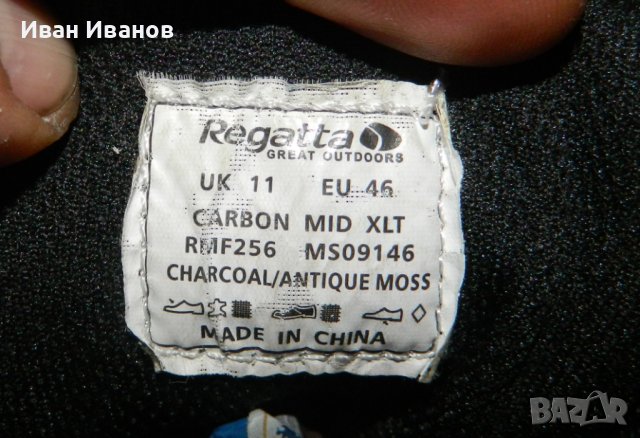 Иван Иванов
Regatta
GREAT OUTDOORS
UK 11 EU 46
CARBON MID XLT
RMF256 MS09146
CHARCOAL/ANTIQUE MOSS
MADE IN CHINA
BAZAR